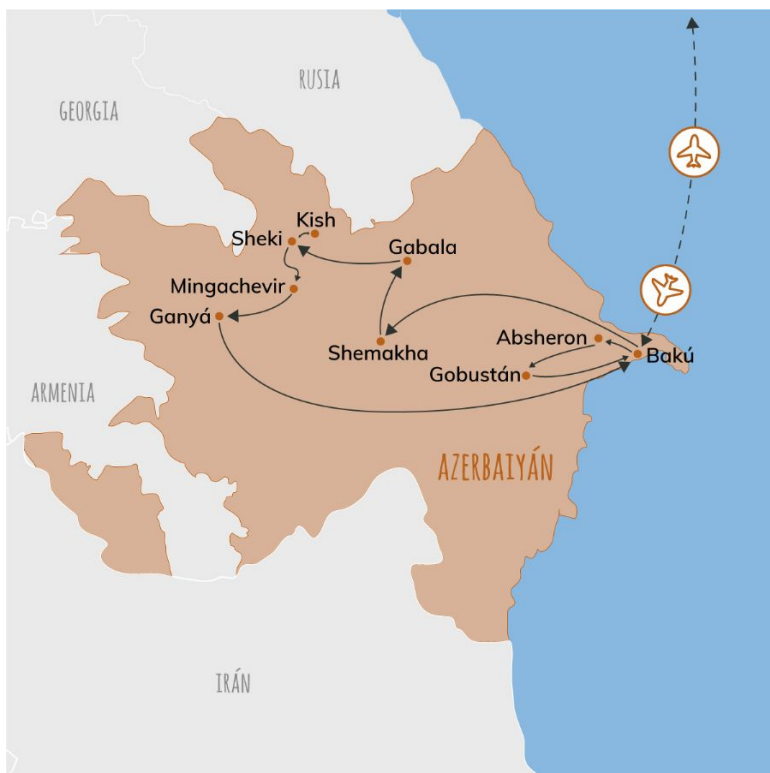 RUSIA
GEORGIA
Kish
Sheki
Gabala
Mingachevir
Ganyá
Shemakha
Absheron
Bakú
Gobustán
ARMENIA
AZERBAIYÁN
IRÁN